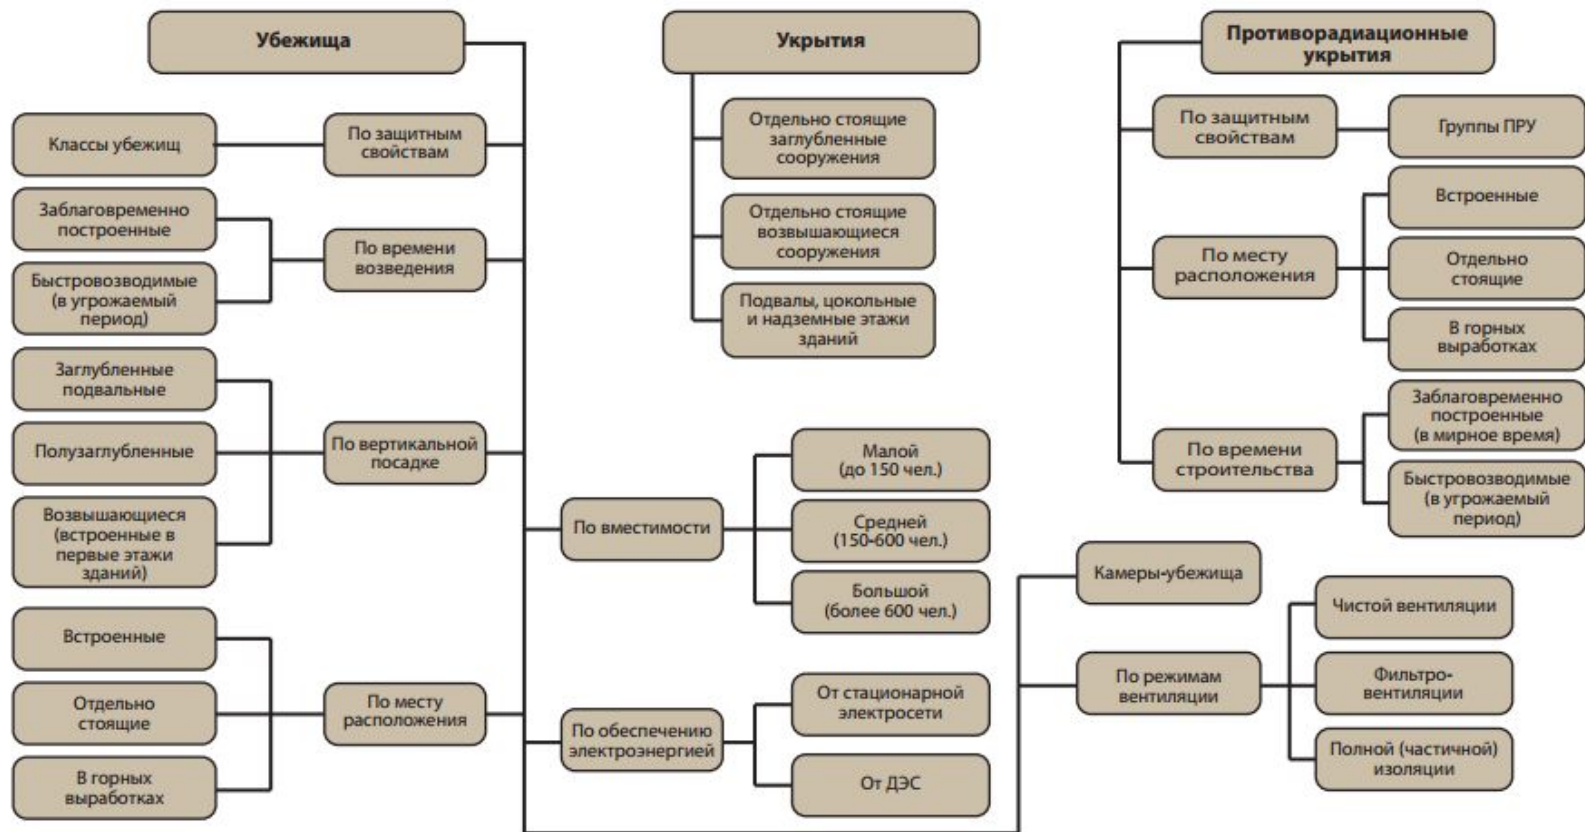 Убежища
Классы убежищ
По защитным
свойствам
Заблаговременно
построенные
Быстровозводимые
(в угрожаемый
период)
По времени
возведения
Заглубленные
подвальные
Полузаглубленные
Возвышающиеся
(встроенные в
первые этажи
зданий)
По вертикальной
посадке
Встроенные
Отдельно
стоящие
В горных
выработках
По месту
расположения
По вместимости
Малой
(до 150 чел.)
Средней
(150-600 чел.)
Большой
(более 600 чел.)
По обеспечению
электроэнергией
От стационарной
электросети
От ДЭС
Камеры-убежища
По режимам
вентиляции
Чистой вентиляции
Фильтро-
вентиляции
Полной (частичной)
изоляции
Укрытия
Отдельно стоящие
заглубленные
сооружения
Отдельно стоящие
возвышающиеся
сооружения
Подвалы, цокольные
и надземные этажи
зданий
Противорадиационные
укрытия
По защитным
свойствам
Группы ПРУ
По месту
расположения
Встроенные
Отдельно
стоящие
В горных
выработках
По времени
строительства
Заблаговременно
построенные
(в мирное время)
Быстровозводимые
(в угрожаемый
период)